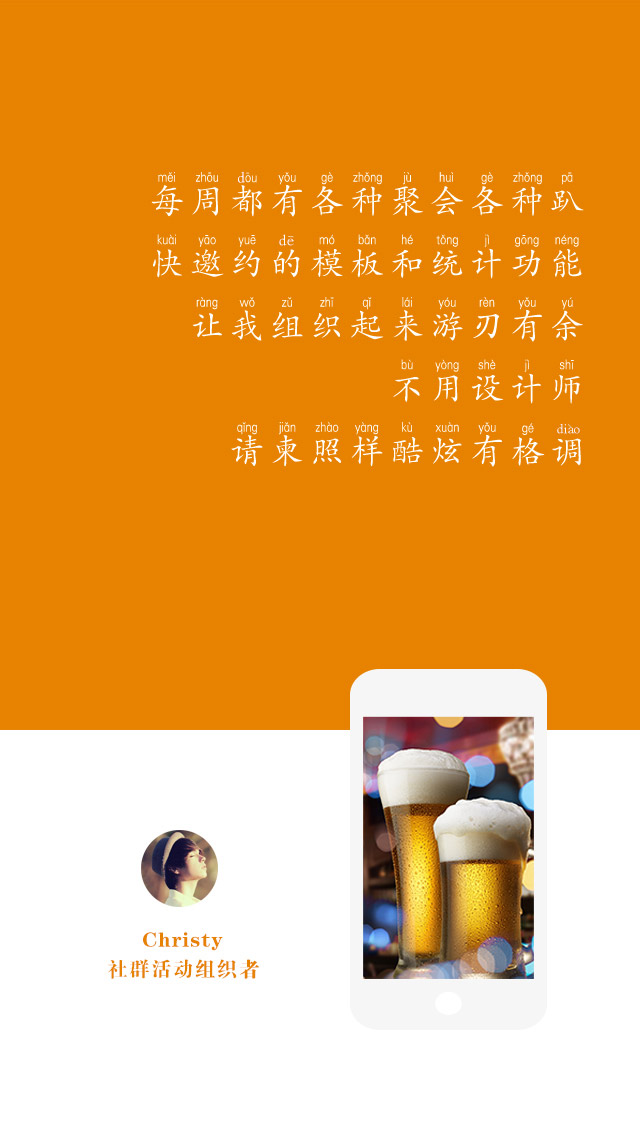 měi zhōu dōu yǒu gè zhǒng jù huì gè zhǒng pā
每周都有各种聚会各种趴
kuài yāo yuē dē mó bǎn hé tǒng jì gōng néng
快邀约的模板和统计功能
ràng wǒ zǔ zhī qǐ lái yóu rèn yǒu yú
让我组织起来游刃有余
bù yòng shè jì shī
不用设计师
qǐng jiǎn zhào yàng kù xuàn yǒu gé diào
请柬照样酷炫有格调
Christy
社群活动组织者